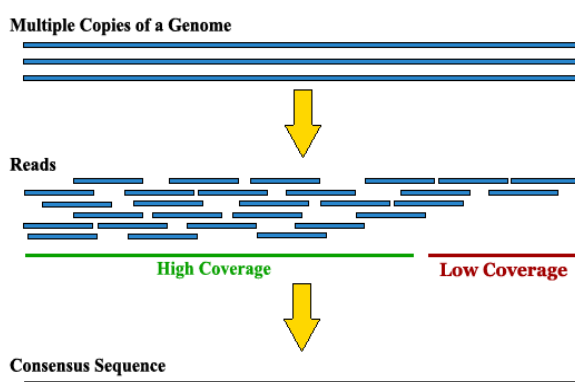 Multiple Copies of a Genome
Reads
High Coverage
Low Coverage
Consensus Sequence